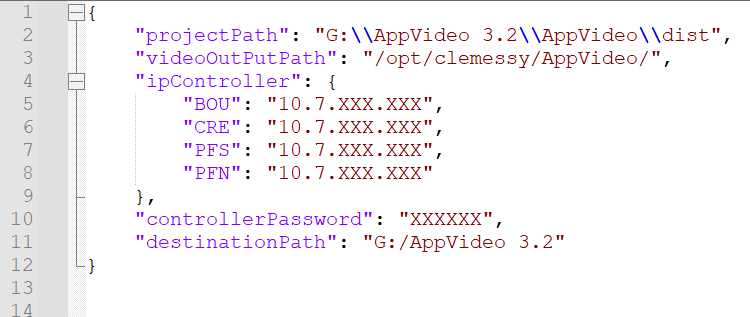 1 {
2     "projectPath": "G:\\AppVideo 3.2\\AppVideo\\dist",
3     "videoOutPutPath": "/opt/clemessy/AppVideo/",
4     "ipController": {
5         "BOU": "10.7.XXX.XXX",
6         "CRE": "10.7.XXX.XXX",
7         "PFS": "10.7.XXX.XXX",
8         "PFN": "10.7.XXX.XXX"
9     },
10     "controllerPassword": "XXXXXX",
11     "destinationPath": "G:/AppVideo 3.2"
12 }
13
14